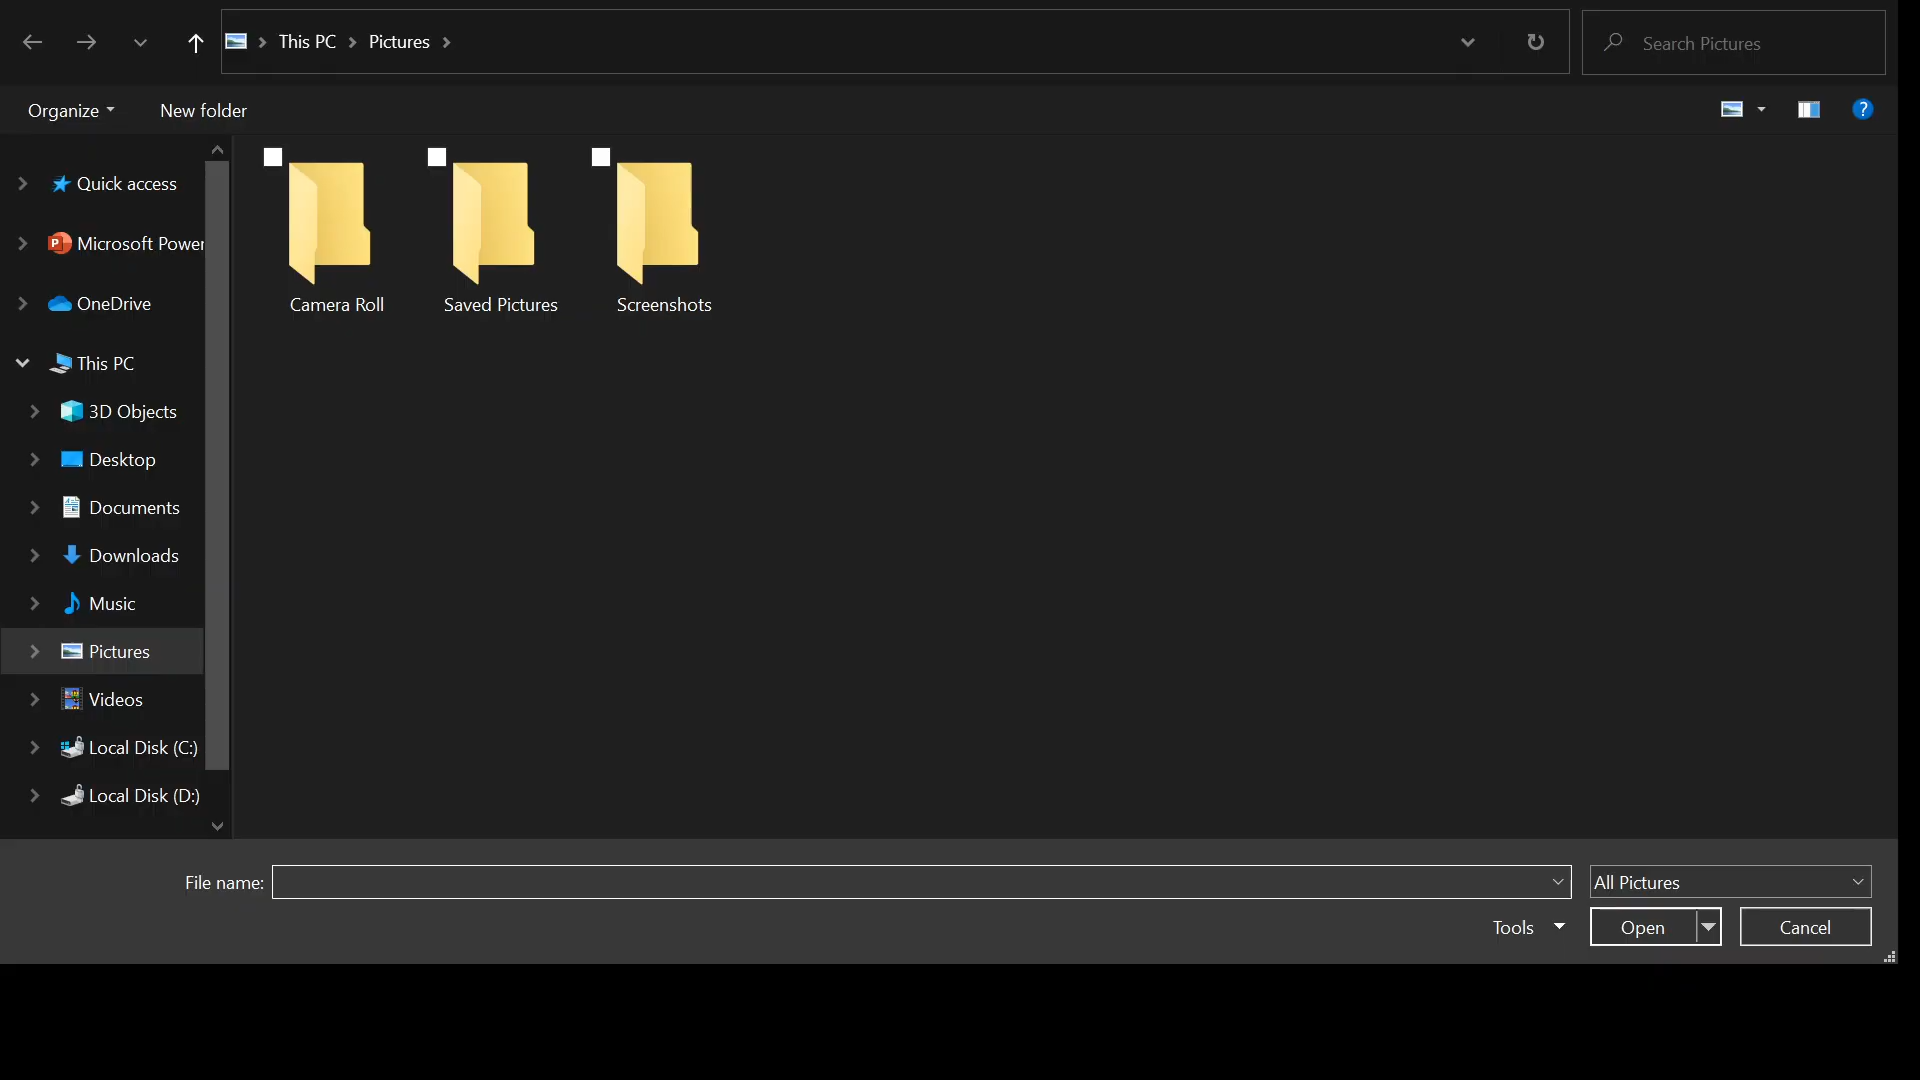 This PC
Pictures
Search Pictures
Organize
New folder
Quick access
Microsoft Power
OneDrive
This PC
3D Objects
Desktop
Documents
Downloads
Music
Pictures
Videos
Local Disk (C:)
Local Disk (D:)
Camera Roll
Saved Pictures
Screenshots
File name:
All Pictures
Tools
Open
Cancel